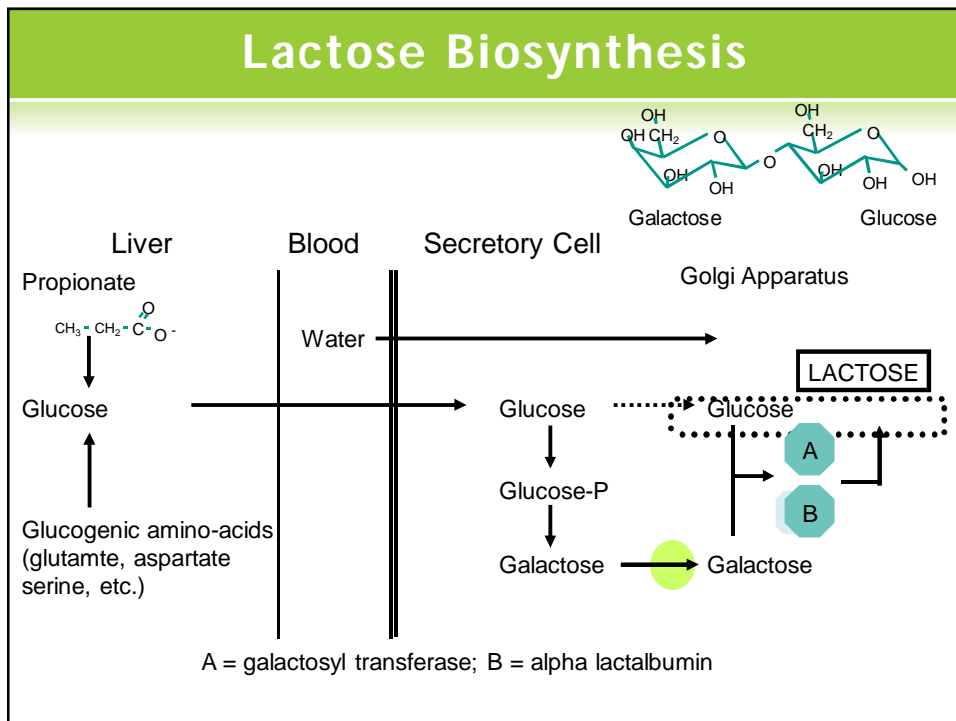 Lactose Biosynthesis
OH
OH CH2
O
OH
OH
O
OH
CH2
O
OH
OH
OH
Galactose
Glucose
Liver
Blood
Secretory Cell
Golgi Apparatus
Propionate
CH3 - CH2 - C - O -
O
Water
LACTOSE
Glucose
Glucose
Glucose
A
Glucose-P
B
Glucogenic amino-acids
(glutamte, aspartate
serine, etc.)
Galactose
Galactose
A = galactosyl transferase; B = alpha lactalbumin